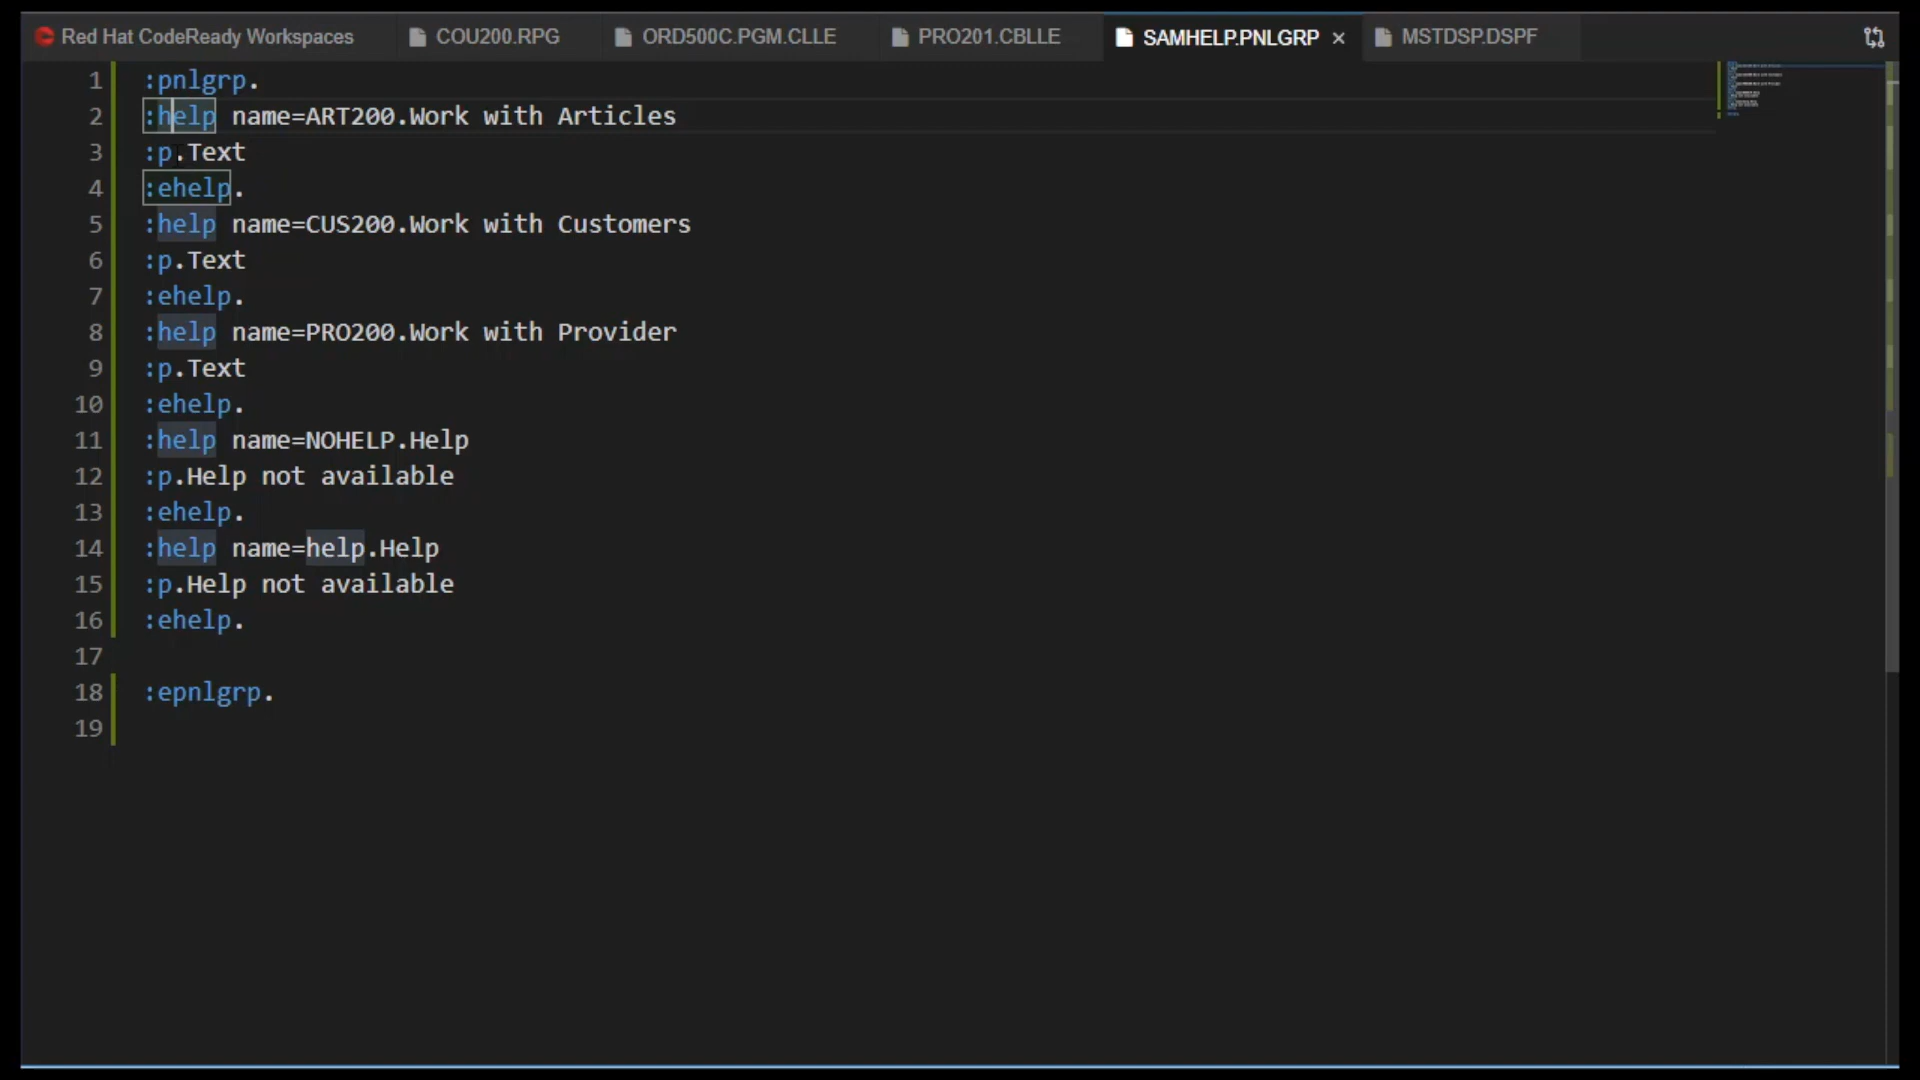 Red Hat CodeReady Workspaces COU200.RPG ORD500C.PGM.CLLE PRO201.CBLLE SAMHELP.PNLGRP × MSTDSP.DSPF
1 :pnlgrp.
2 :help name=ART200.Work with Articles
3 :p.Text
4 :ehelp.
5 :help name=CUS200.Work with Customers
6 :p.Text
7 :ehelp.
8 :help name=PRO200.Work with Provider
9 :p.Text
10 :ehelp.
11 :help name=NOHELP.Help
12 :p.Help not available
13 :ehelp.
14 :help name=help.Help
15 :p.Help not available
16 :ehelp.
17
18 :epnlgrp.
19